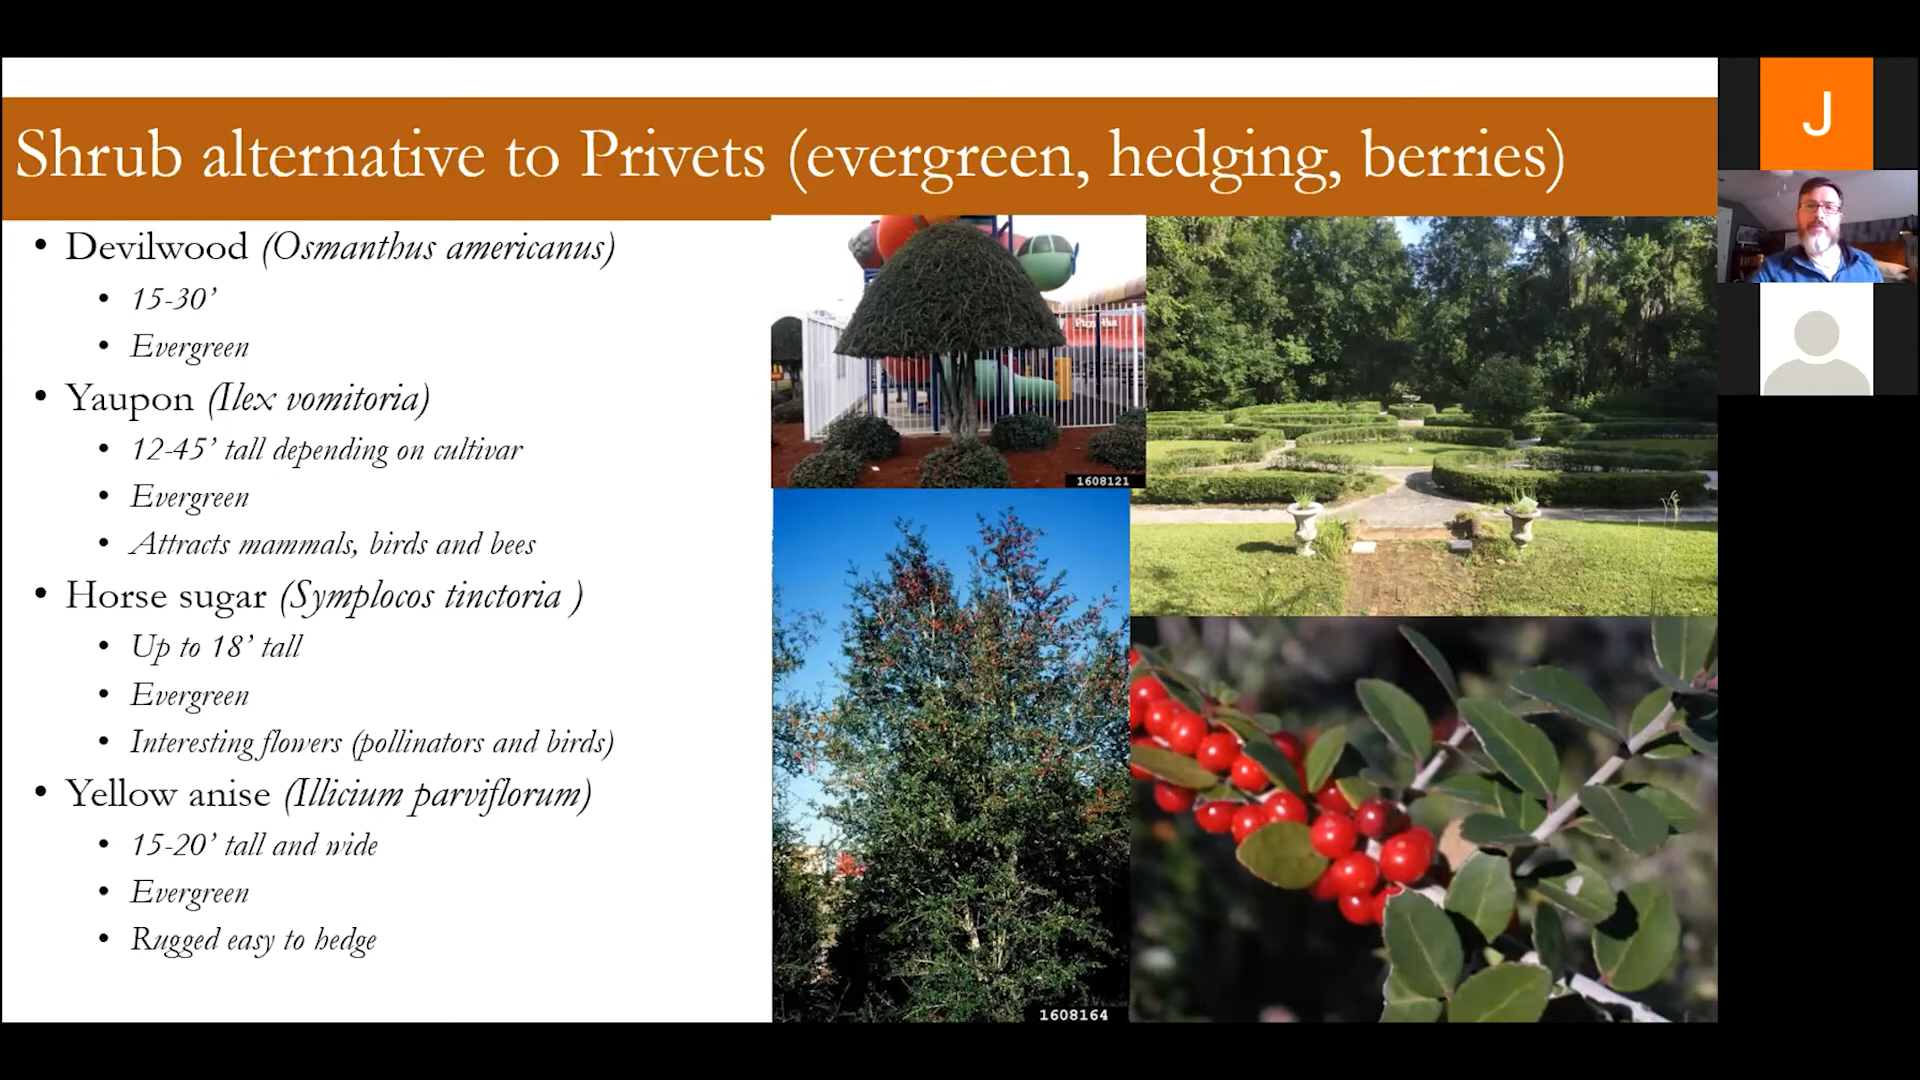 Shrub alternative to Privets (evergreen, hedging, berries)
• Devilwood (Osmanthus americanus)
• 15-30’
• Evergreen
• Yaupon (Ilex vomitoria)
• 12-45’ tall depending on cultivar
• Evergreen
• Attracts mammals, birds and bees
• Horse sugar (Symplocos tinctoria )
• Up to 18’ tall
• Evergreen
• Interesting flowers (pollinators and birds)
• Yellow anise (Illicium parviflorum)
• 15-20’ tall and wide
• Evergreen
• Rugged easy to hedge
1608121
1608164
J